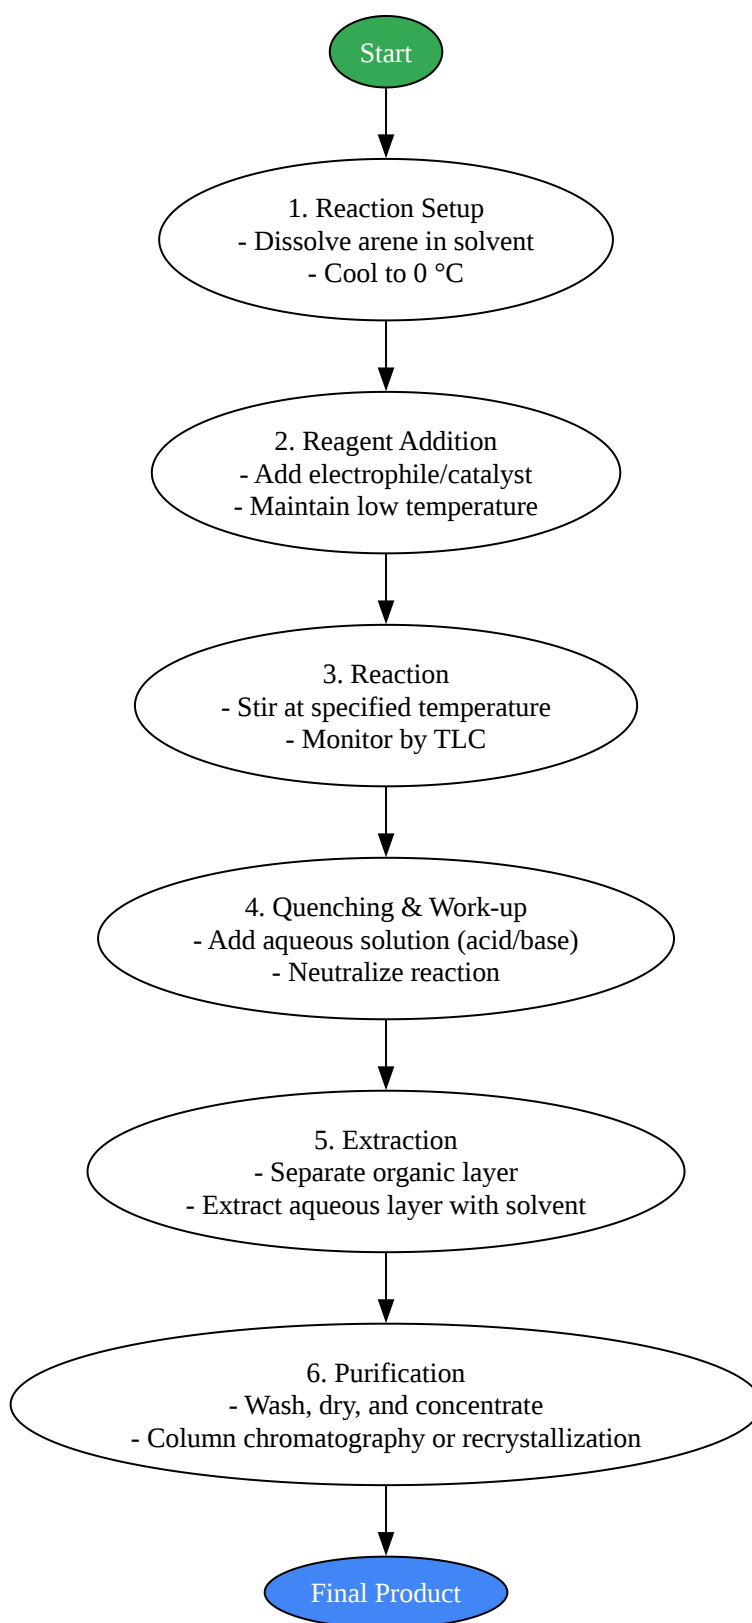 Start
1. Reaction Setup
- Dissolve arene in solvent
- Cool to 0 °C
2. Reagent Addition
- Add electrophile/catalyst
- Maintain low temperature
3. Reaction
- Stir at specified temperature
- Monitor by TLC
4. Quenching & Work-up
- Add aqueous solution (acid/base)
- Neutralize reaction
5. Extraction
- Separate organic layer
- Extract aqueous layer with solvent
6. Purification
- Wash, dry, and concentrate
- Column chromatography or recrystallization
Final Product